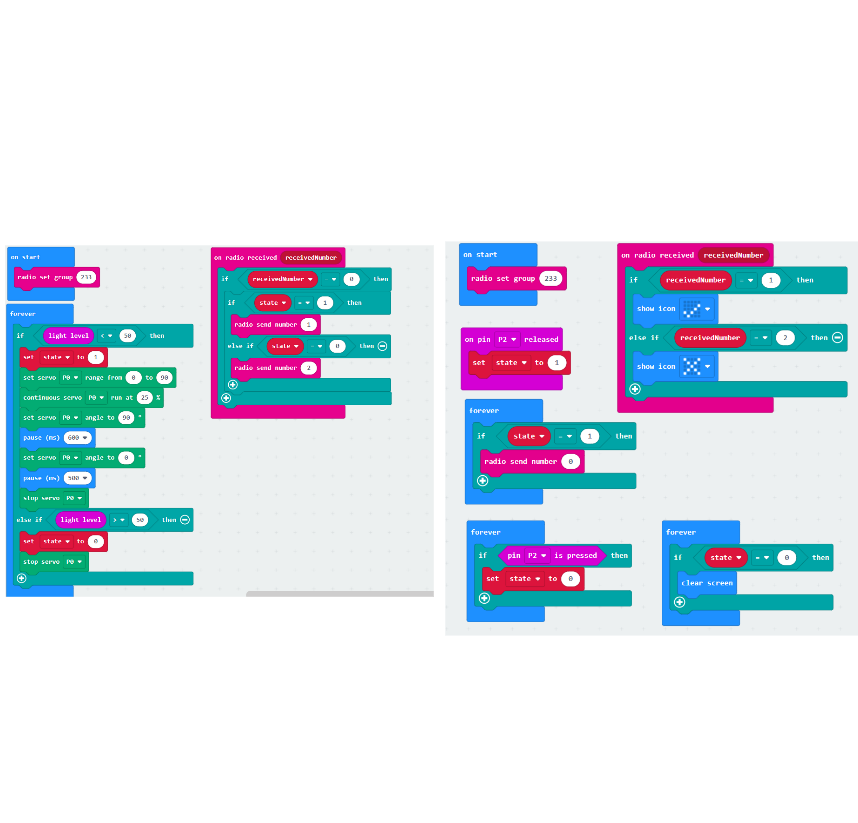 on start
radio set group 233
forever
if light level < 50 then
set state to 1
set servo P0 range from 0 to 90
continuous servo P0 run at 25 %
set servo P0 angle to 90 °
pause (ms) 600
set servo P0 angle to 0 °
pause (ms) 500
stop servo P0
else if light level > 50 then
set state to 0
stop servo P0
on radio received receivedNumber
if receivedNumber = 0 then
if state = 1 then
radio send number 1
else if state = 0 then
radio send number 2
on start
radio set group 233
on pin P2 released
set state to 1
forever
if state = 1 then
radio send number 0
forever
if pin P2 is pressed then
set state to 0
on radio received receivedNumber
if receivedNumber = 1 then
show icon
else if receivedNumber = 2 then
show icon
forever
if state = 0 then
clear screen